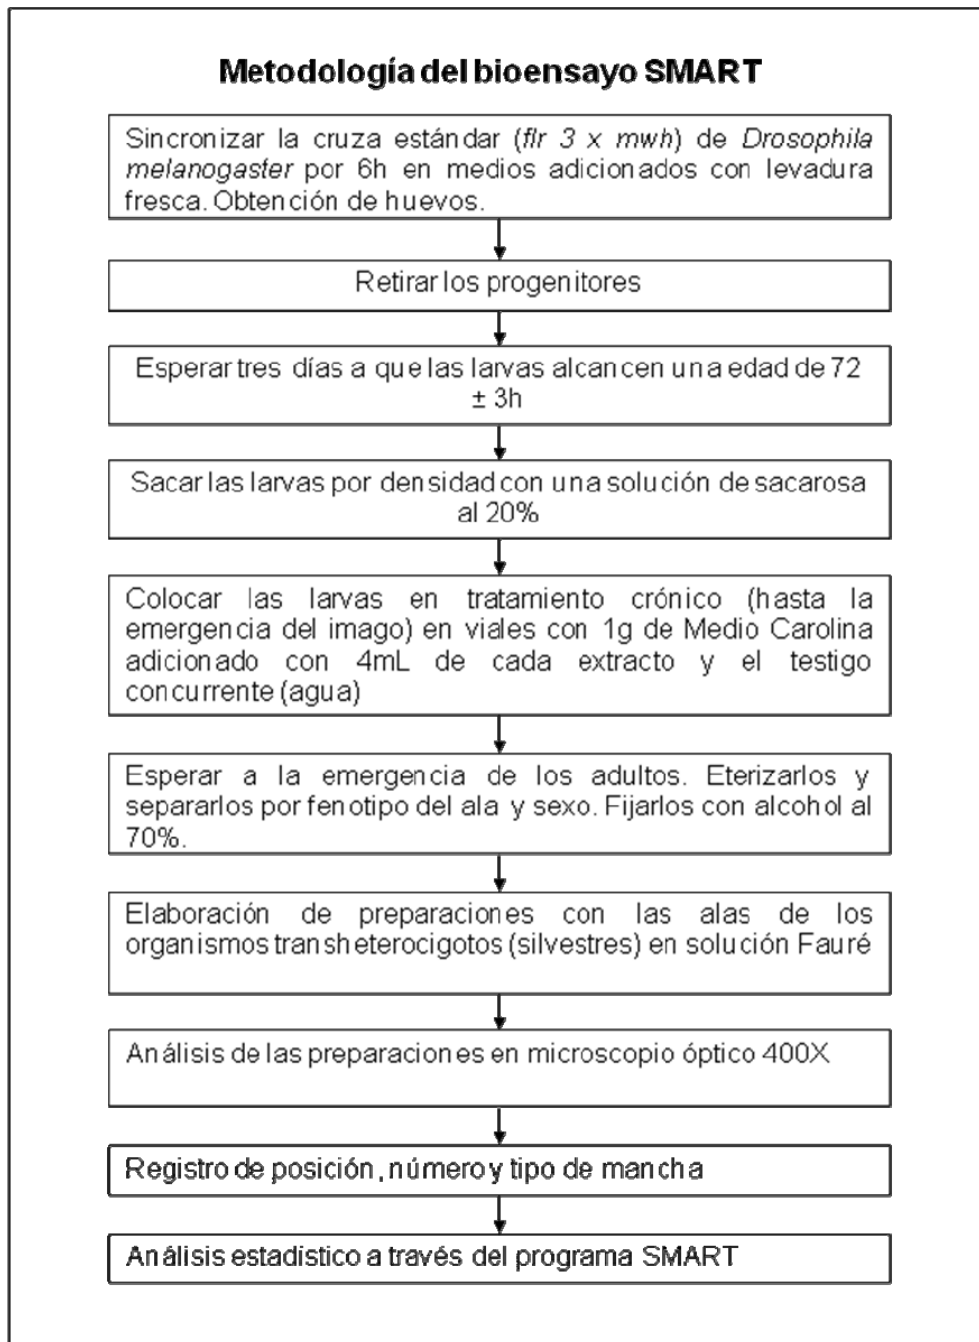 Metodología del bioensayo SMART
Sincronizar la cruza estándar (flr 3 x mwh) de Drosophila
melanogaster por 6h en medios adicionados con levadura
fresca. Obtención de huevos.
Retirar los progenitores
Esperar tres días a que las larvas alcancen una edad de 72
± 3h
Sacar las larvas por densidad con una solución de sacarosa
al 20%
Colocar las larvas en tratamiento crónico (hasta la
emergencia del imago) en viales con 1g de Medio Carolina
adicionado con 4mL de cada extracto y el testigo
concurrente (agua)
Esperar a la emergencia de los adultos. Eterizarlos y
separarlos por fenotipo del ala y sexo. Fijarlos con alcohol al
70%.
Elaboración de preparaciones con las alas de los
organismos transheterocigotos (silvestres) en solución Fauré
Análisis de las preparaciones en microscopio óptico 400X
Registro de posición, número y tipo de mancha
Análisis estadístico a través del programa SMART